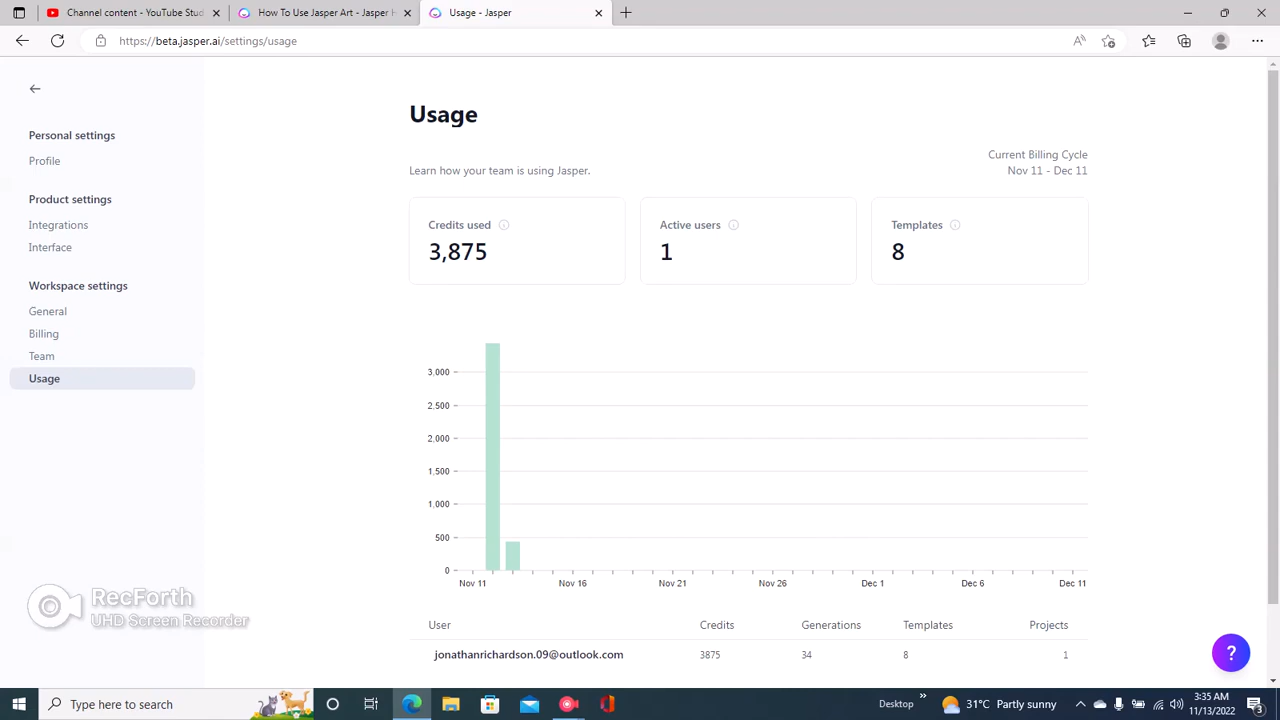 Content - YouTube Studio
How To Use Jasper Art - Jasper H
Usage -
https://beta.jasper.ai/settings/usage
Personal settings
Profile
Product settings
Integrations
Interface
Workspace settings
General
Billing
Team
Usage
Usage
Learn how your team is using Jasper.
Current Billing Cycle
Nov 11 - Dec 11
Credits used
3,875
Active users
1
Templates
8
3,000
2,500
2,000
1,500
1,000
500
0
Nov 11 Nov 16 Nov 21 Nov 26 Dec 1 Dec 6 Dec 11
User Credits Generations Templates Projects
jonathanrichardson.09@outlook.com 3875 34 8 1
RecForth
UHD Screen Recorder
?
Type here to search
Desktop
31°C Partly sunny
3:35 AM
11/13/2022
3